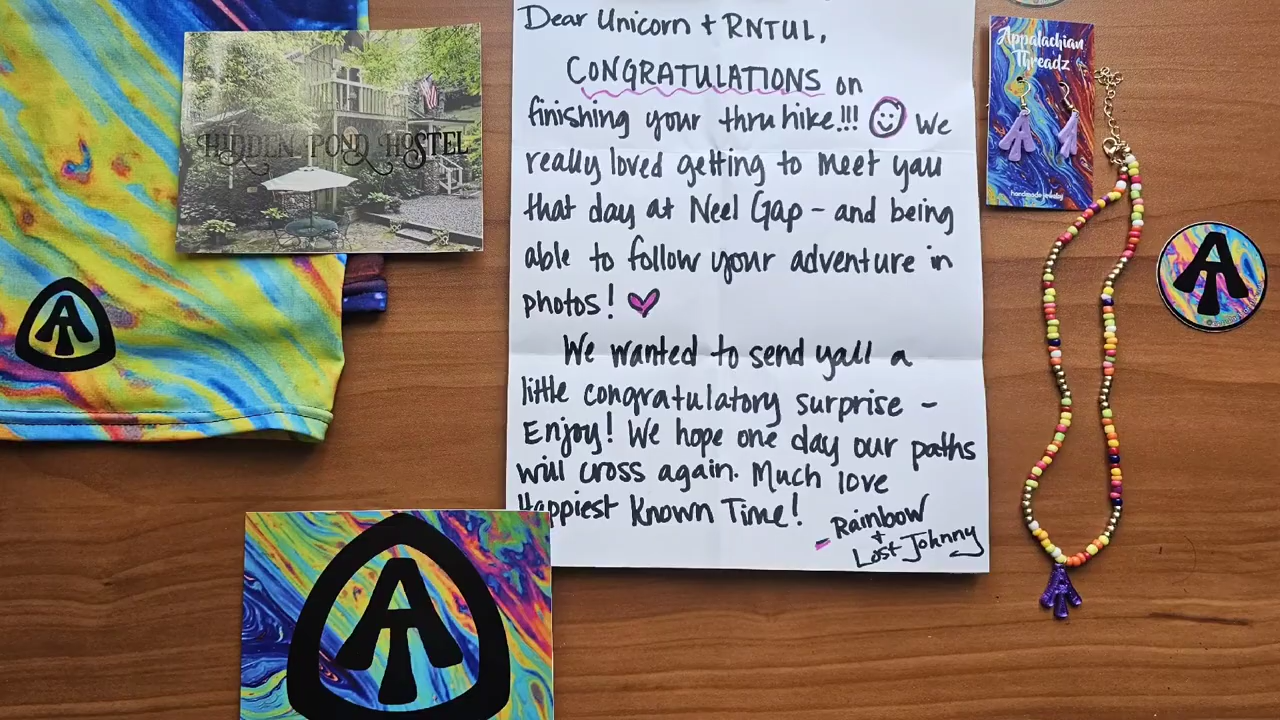 HIDDEN POND HOSTEL
AT
AT
Dear Unicorn + RNTUL,
CONGRATULATIONS on
finishing your thru hike!!! We
really loved getting to meet you
that day at Neel Gap - and being
able to follow your adventure in
photos!
We wanted to send yall a
little congratulatory surprise -
Enjoy! We hope one day our paths
will cross again. Much love
Happiest Known Time!
- Rainbow
+
Lost Johnny
Appalachian
Threadz
handmade jewelry
AT